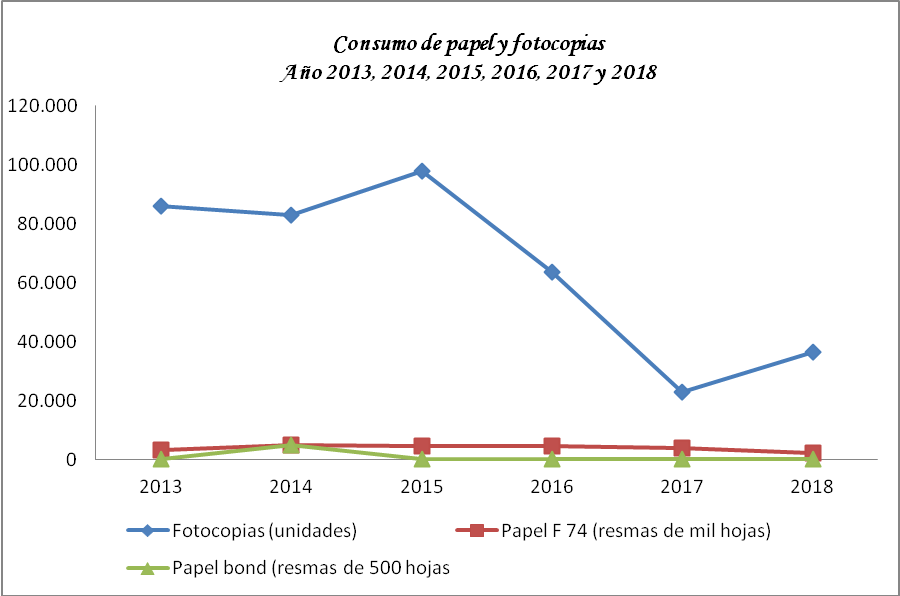 Consumo de papel y fotocopias
Año 2013, 2014, 2015, 2016, 2017 y 2018
120.000
100.000
80.000
60.000
40.000
20.000
0
2013 2014 2015 2016 2017 2018
Fotocopias (unidades) Papel F 74 (resmas de mil hojas)
Papel bond (resmas de 500 hojas